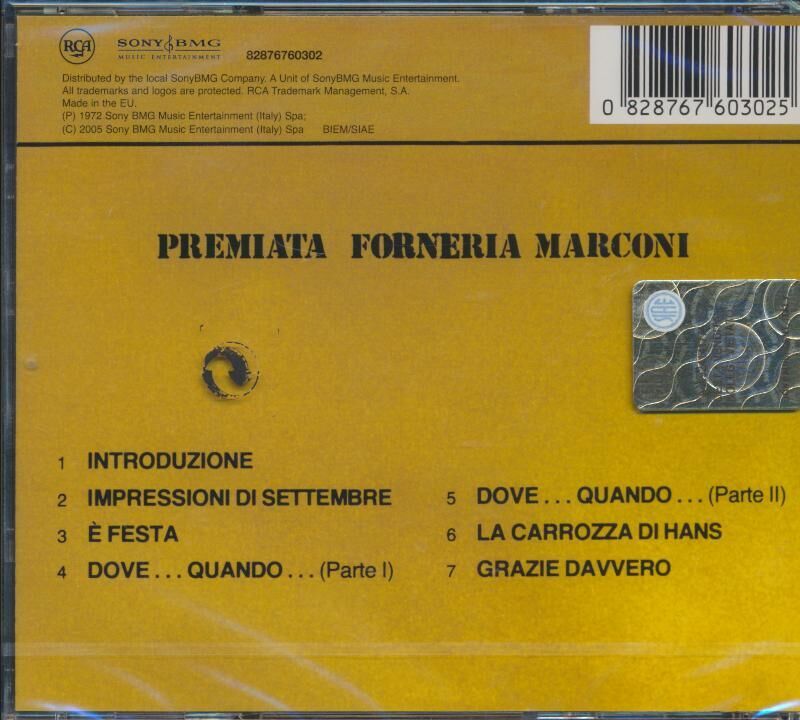 RCA
SONY BMG
MUSIC ENTERTAINMENT
82876760302
Distributed by the local SonyBMG Company. A Unit of SonyBMG Music Entertainment.
All trademarks and logos are protected. RCA Trademark Management, S.A.
Made in the EU.
(P) 1972 Sony BMG Music Entertainment (Italy) Spa;
(C) 2005 Sony BMG Music Entertainment (Italy) Spa BIEM/SIAE
0 828767 603025
PREMIATA FORNERIA MARCONI
SIAE
1 INTRODUZIONE
2 IMPRESSIONI DI SETTEMBRE
3 È FESTA
4 DOVE... QUANDO... (Parte I)
5 DOVE... QUANDO... (Parte II)
6 LA CARROZZA DI HANS
7 GRAZIE DAVVERO